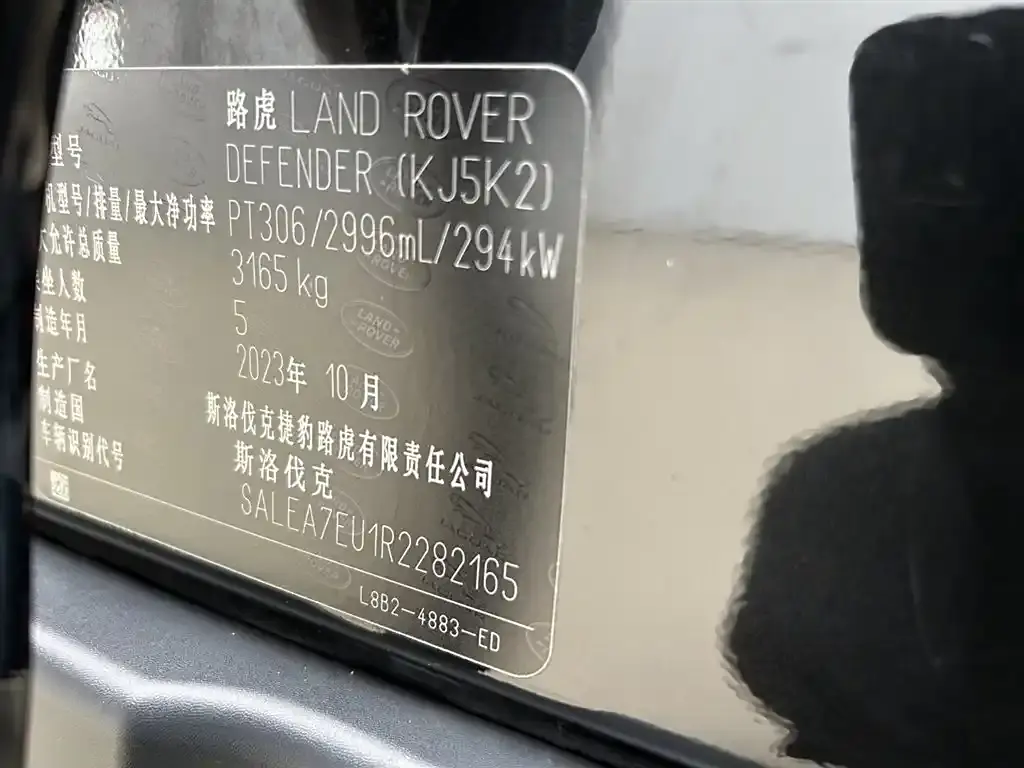 路虎 LAND ROVER
型号 DEFENDER (KJ5K2)
机型号/排量/最大净功率 PT306/2996mL/294kW
大允许总质量 3165 kg
坐人数 5
制造年月 2023年 10 月
生产厂名 斯洛伐克捷豹路虎有限责任公司
制造国 斯洛伐克
车辆识别代号 SALEA7EU1R2282165
L8B2-4883-ED
LAND-
ROVER